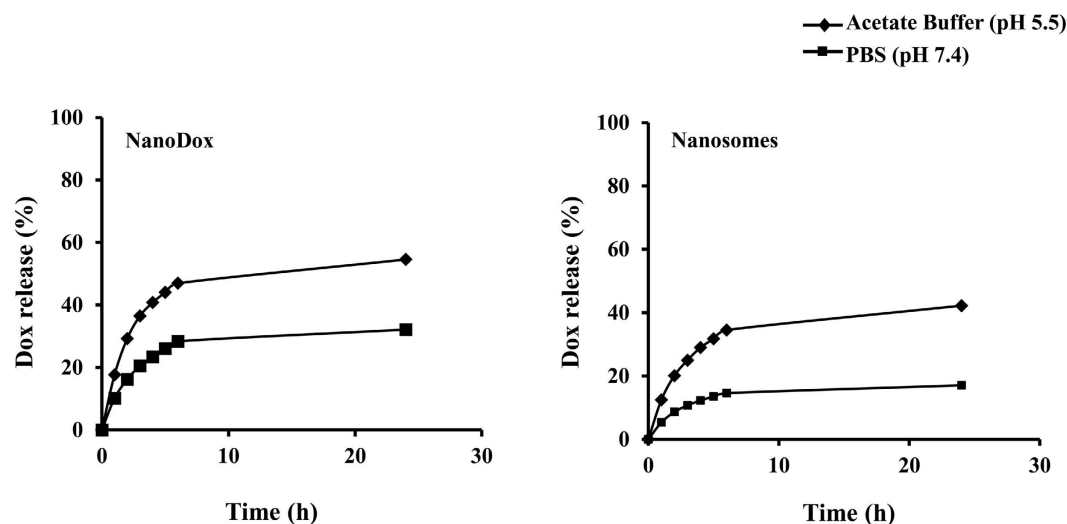 Acetate Buffer (pH 5.5)
PBS (pH 7.4)
NanoDox
Dox release (%)
100
80
60
40
20
0
0 10 20 30
Time (h)
Nanosomes
Dox release (%)
100
80
60
40
20
0
0 10 20 30
Time (h)